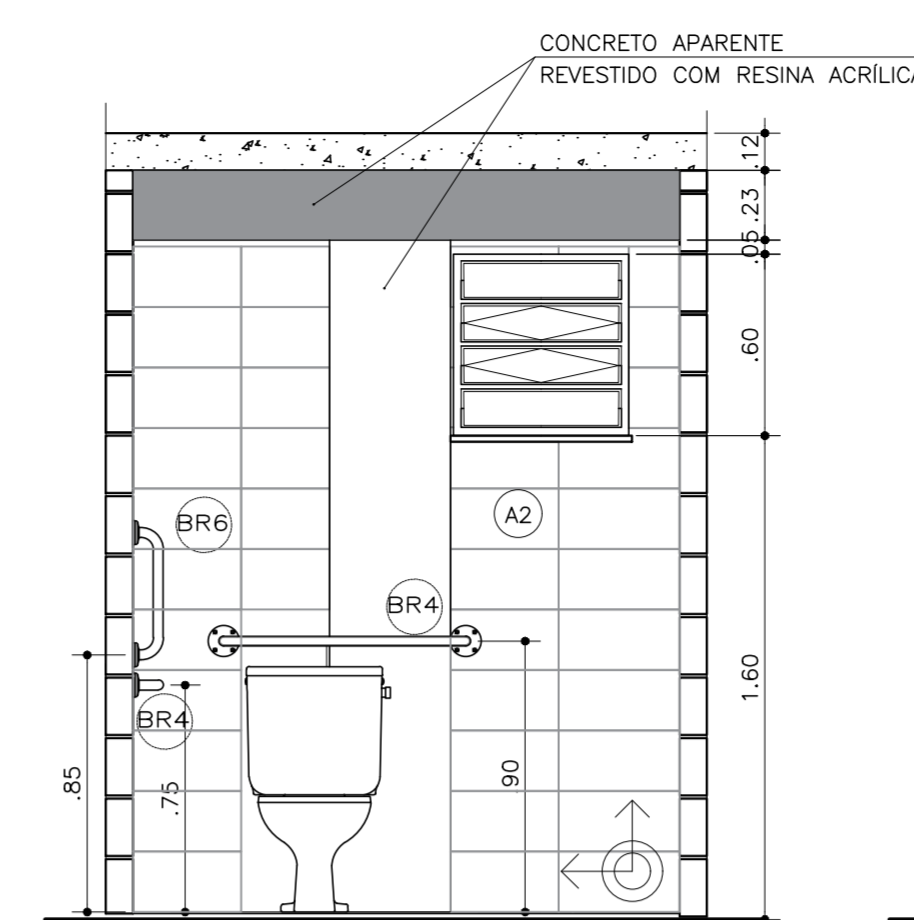 CONCRETO APARENTE
REVESTIDO COM RESINA ACRÍLICA
.12
.23
.05
.60
BR6
A2
BR4
1.60
BR4
.85
.75
.90